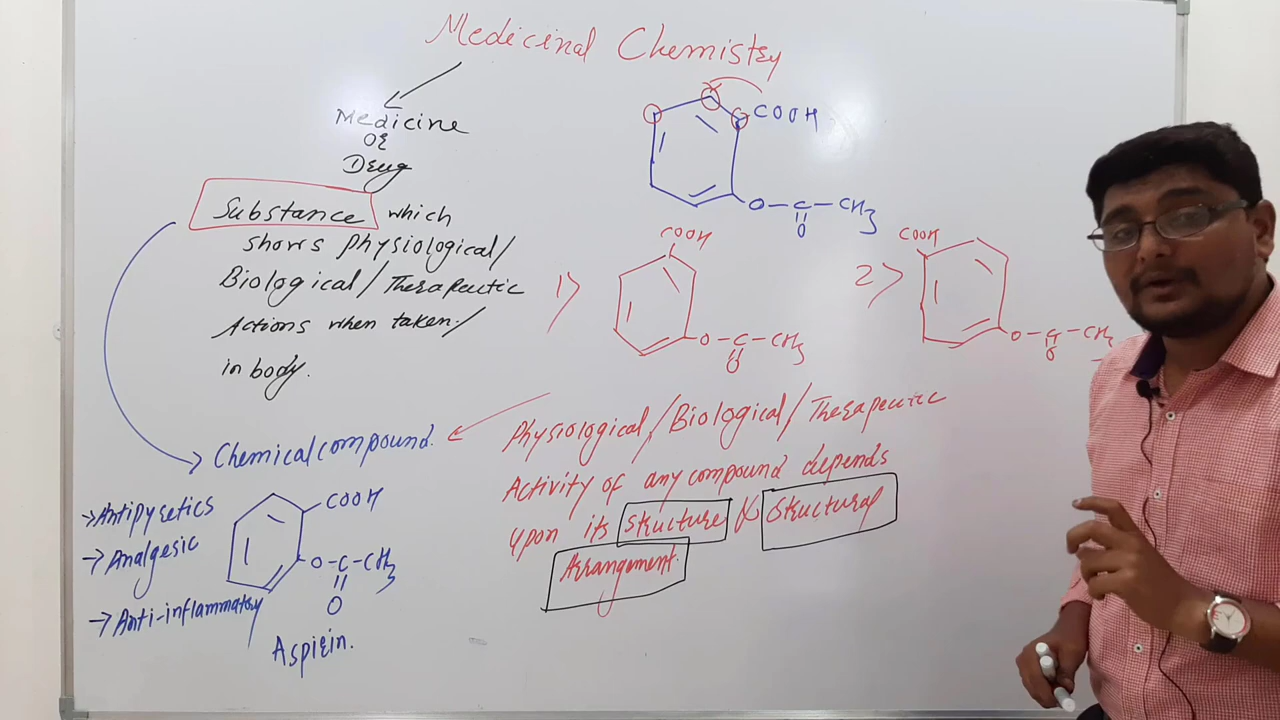 Medicinal Chemistry
Medicine
or
Drug
Substance which
shows physiological/
Biological/Therapeutic
Actions when taken/
in body.
Chemical compound.
→Antipyretics
→Analgesic
→Anti-inflammatory
COOH
O-C-CH3
O
Aspirin.
COOH
O-C-CH3
O
1>
COOH
O-C-CH3
O
2>
COOH
O-C-CH3
O
Physiological/Biological/Therapeutic
Activity of any compound depends
upon its structure & Structural
Arrangement.